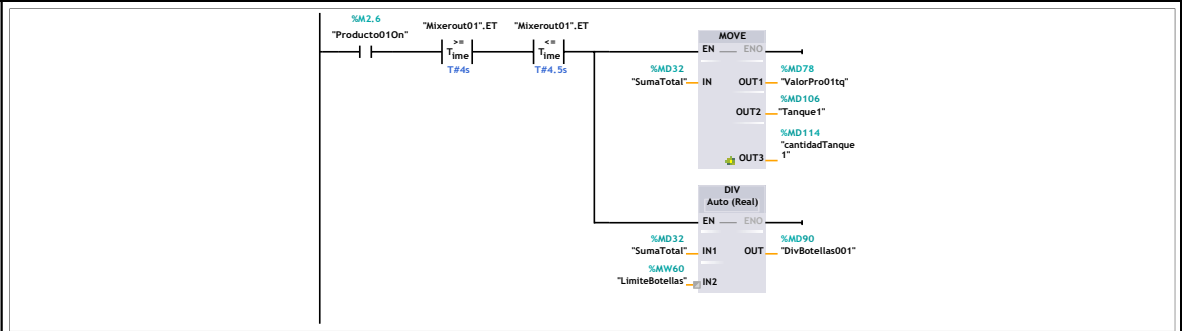 %M2.6
"Producto01On"
"Mixerout01".ET
>=
Time
T#4s
"Mixerout01".ET
<=
Time
T#4.5s
MOVE
EN
ENO
%MD32
"SumaTotal"
IN
OUT1
%MD78
"ValorPro01tq"
OUT2
%MD106
"Tanque1"
OUT3
%MD114
"cantidadTanque
1"
DIV
Auto (Real)
EN
ENO
%MD32
"SumaTotal"
IN1
OUT
%MD90
"DivBotellas001"
%MW60
"LimiteBotellas"
IN2